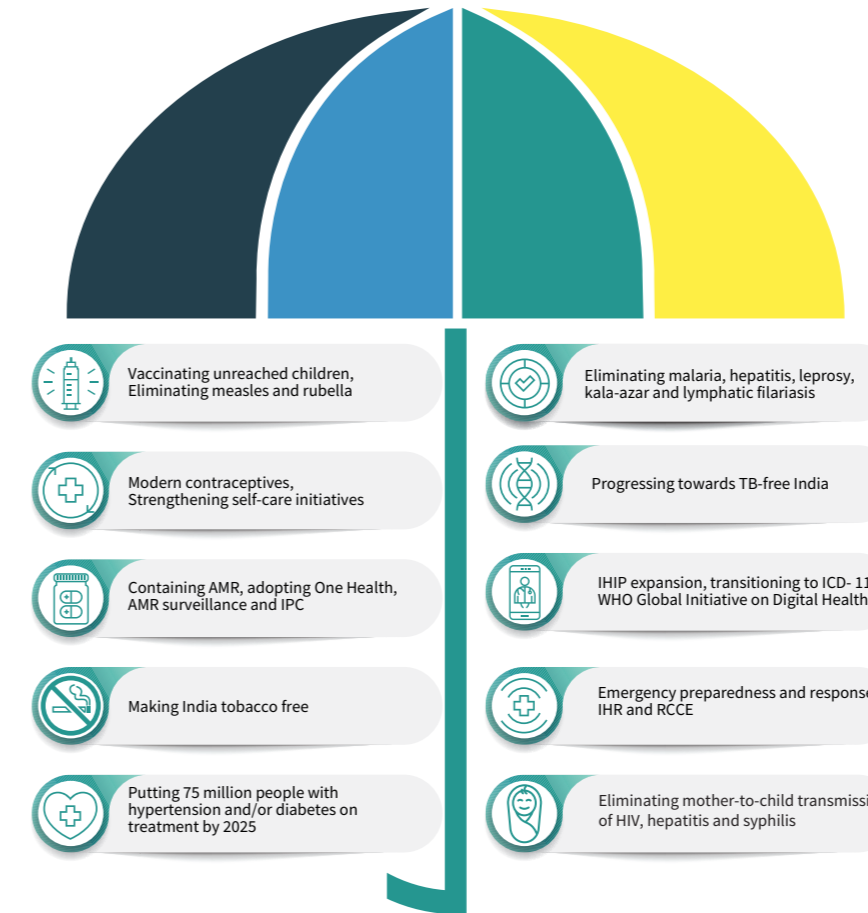 Vaccinating unreached children,
Eliminating measles and rubella
Modern contraceptives,
Strengthening self-care initiatives
Containing AMR, adopting One Health,
AMR surveillance and IPC
Making India tobacco free
Putting 75 million people with
hypertension and/or diabetes on
treatment by 2025
Eliminating malaria, hepatitis, leprosy,
kala-azar and lymphatic filariasis
Progressing towards TB-free India
IHIP expansion, transitioning to ICD- 11
WHO Global Initiative on Digital Health
Emergency preparedness and response
IHR and RCCE
Eliminating mother-to-child
of HIV, hepatitis and syphilis